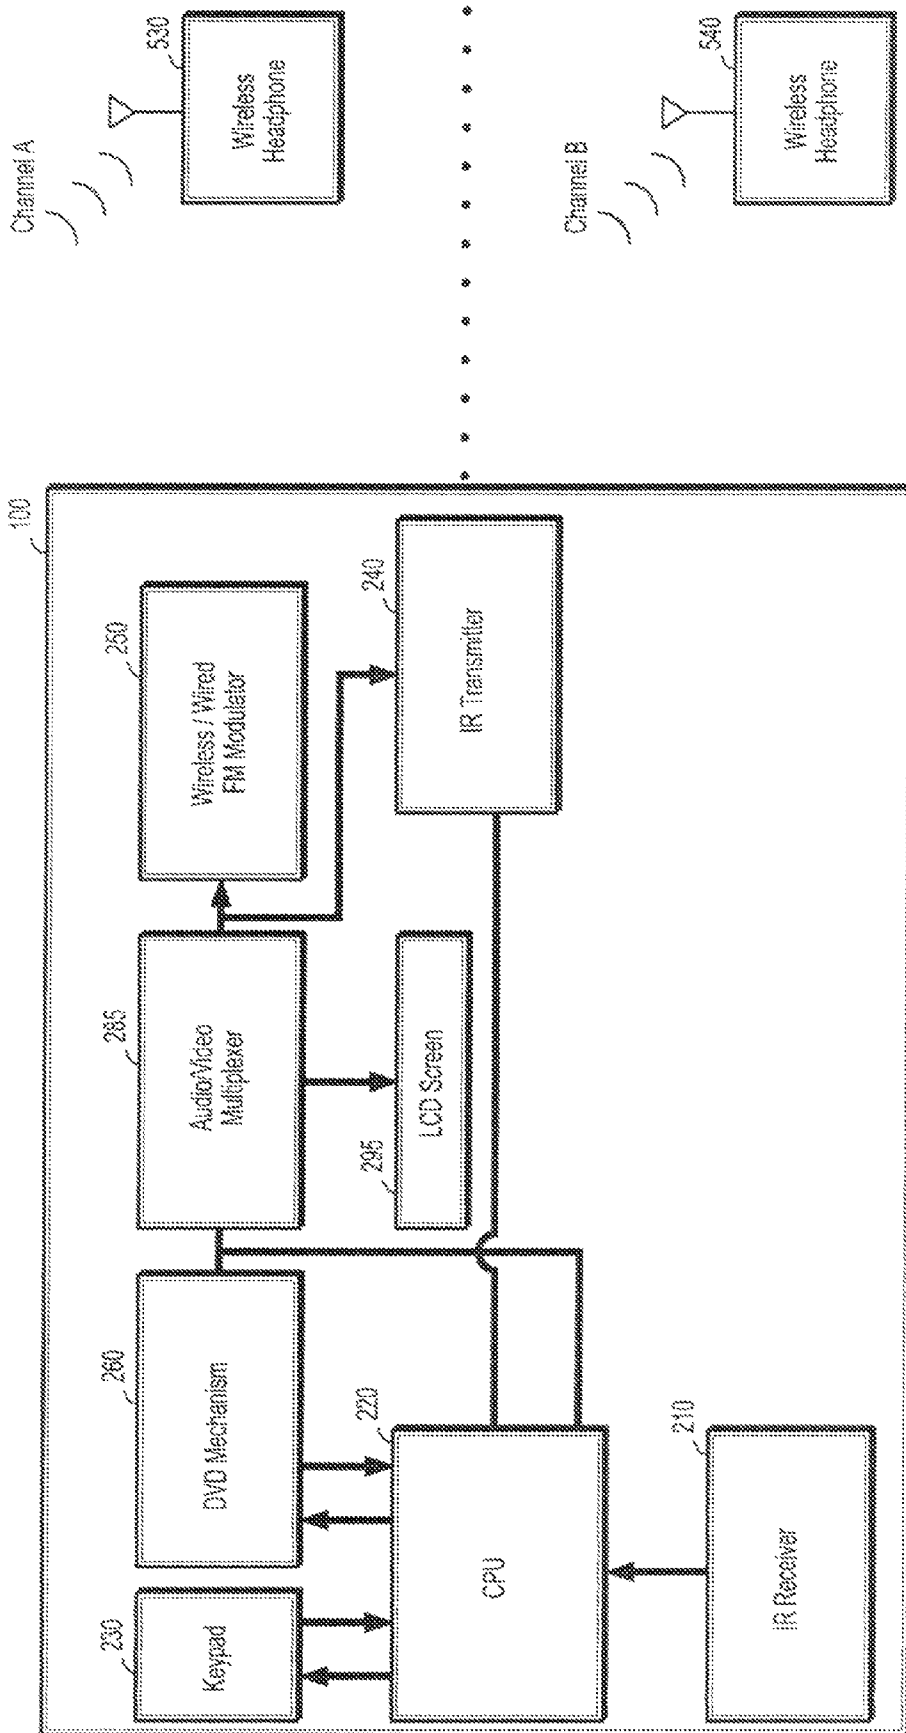 100
230
Keypad
260
DVD Mechanism
285
Audio/Video
Multiplexer
250
Wireless / Wired
FM Modulator
220
CPU
295
LCD Screen
240
IR Transmitter
210
IR Receiver
Channel A
530
Wireless
Headphone
Channel B
540
Wireless
Headphone